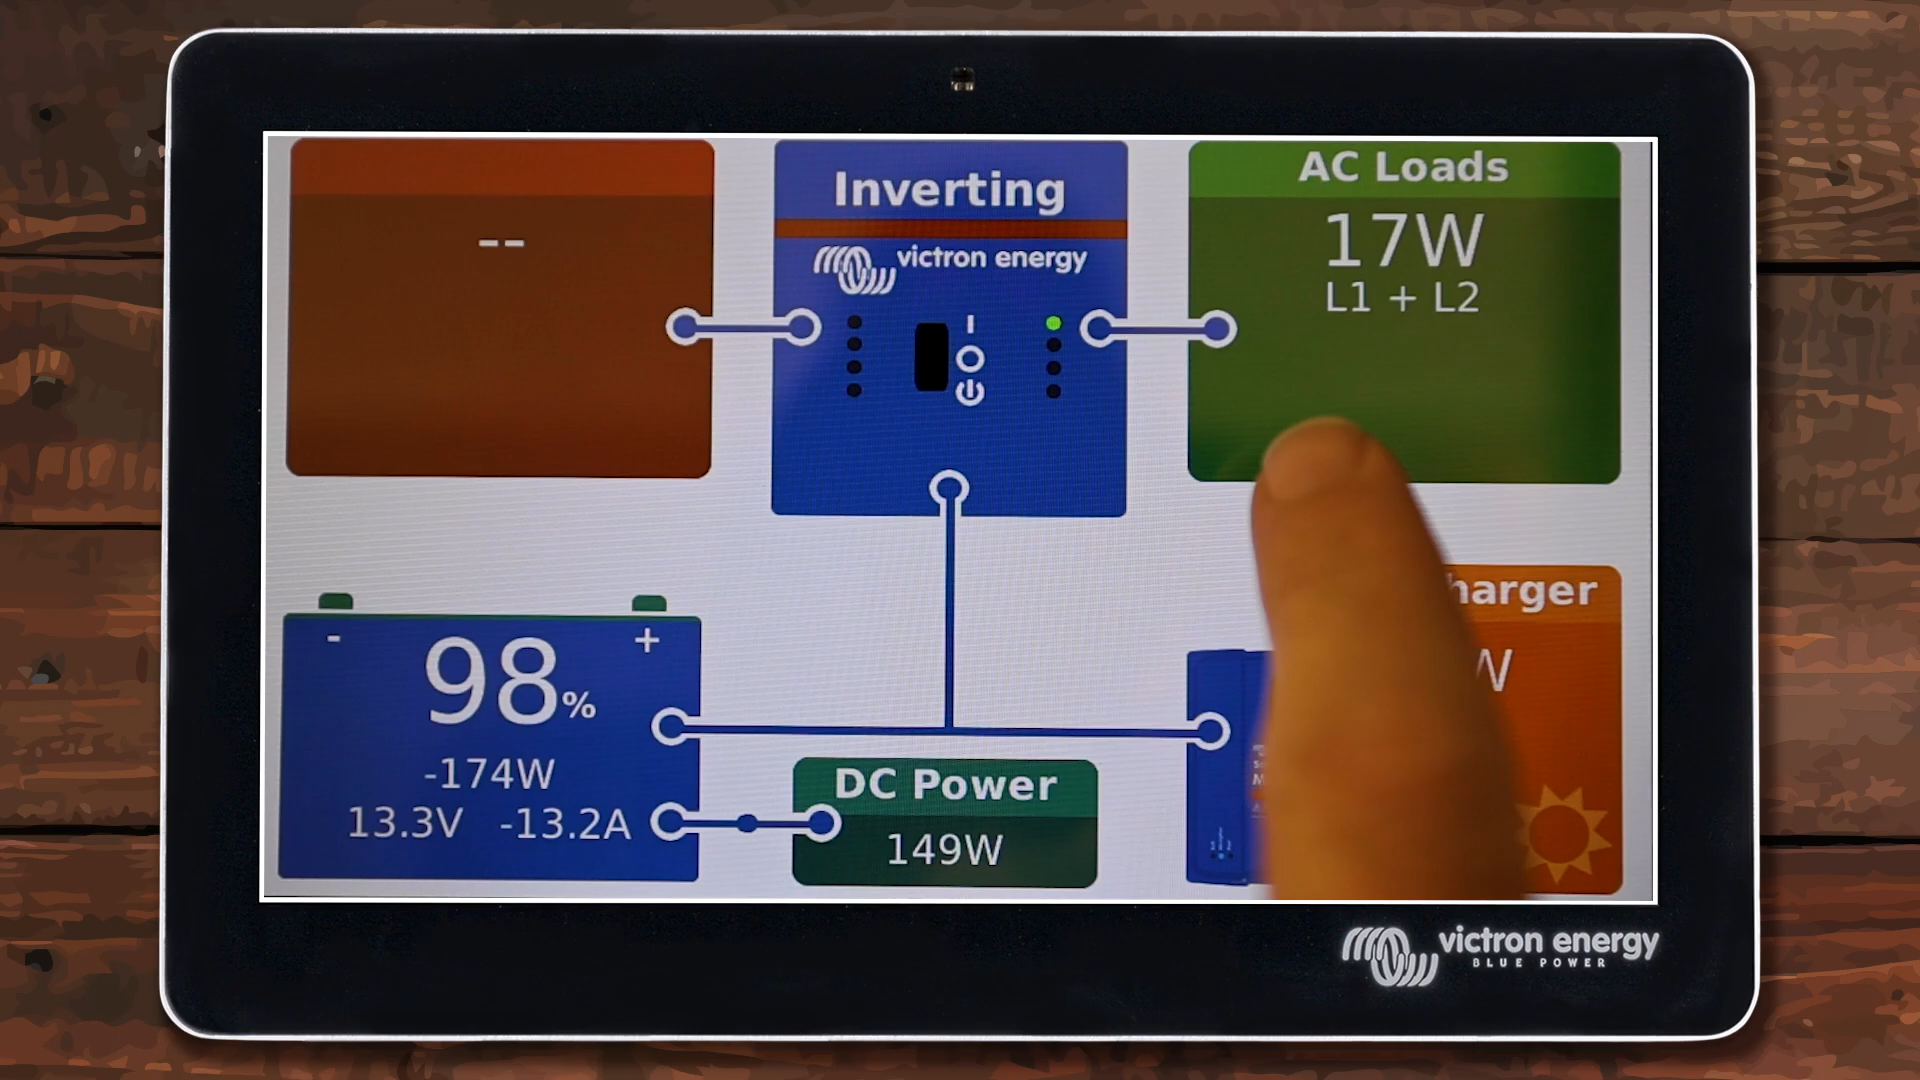 --
Inverting
victron energy
AC Loads
17W
L1 + L2
98%
- +
-174W
13.3V -13.2A
DC Power
149W
harger
W
victron energy
BLUE POWER